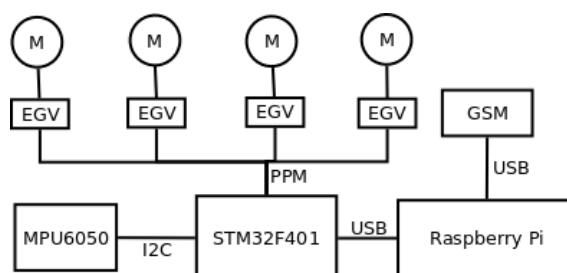 M M M M
EGV EGV EGV EGV
GSM
PPM
USB
MPU6050
I2C
STM32F401
USB
Raspberry Pi